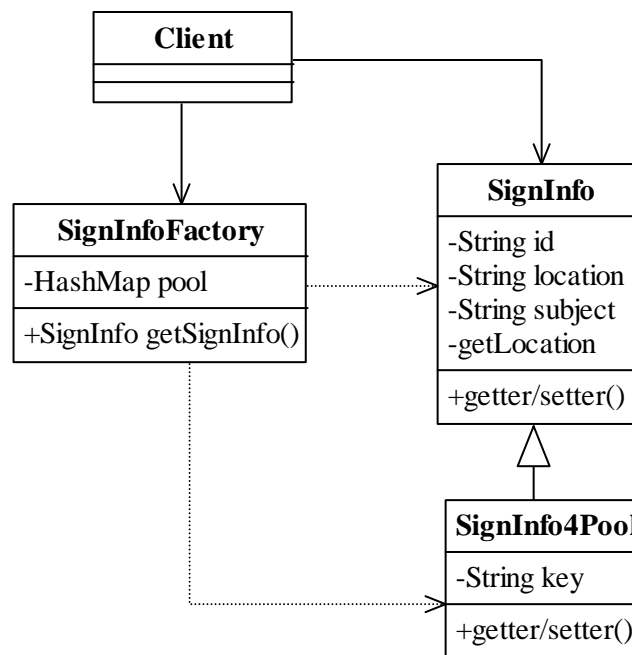 Client
SignInfo
-String id
-String location
-String subject
-getLocation
+getter/setter()
SignInfoFactory
-HashMap pool
+SignInfo getSignInfo()
SignInfo4Pool
-String key
+getter/setter()